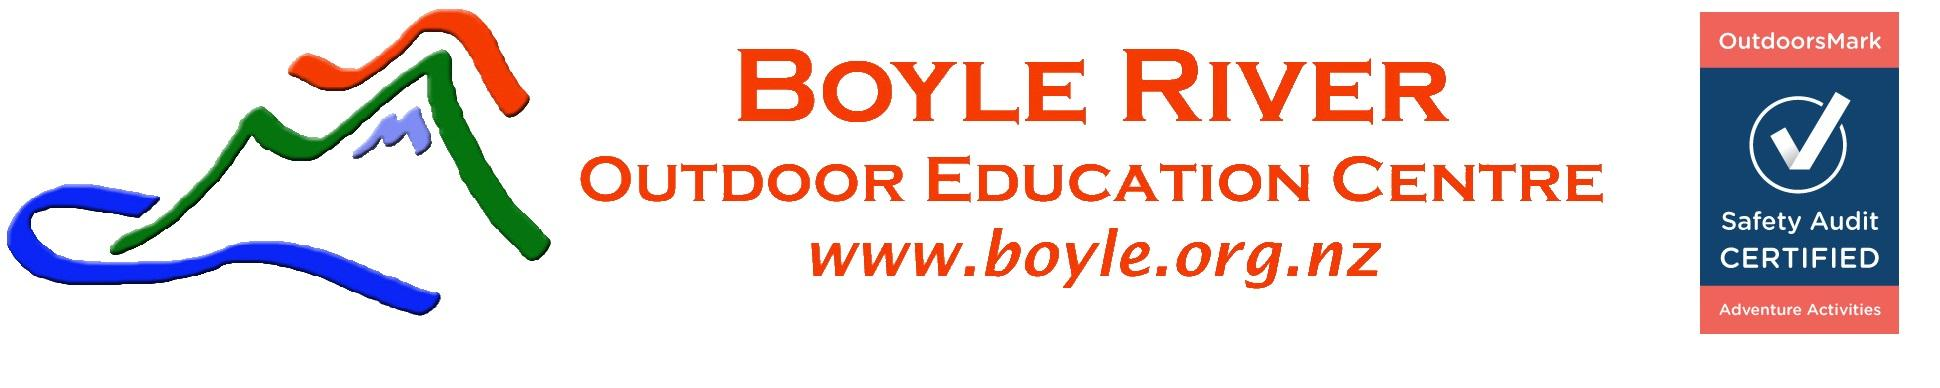 BOYLE RIVER
OUTDOOR EDUCATION CENTRE
www.boyle.org.nz
OutdoorsMark
Safety Audit
CERTIFIED
Adventure Activities